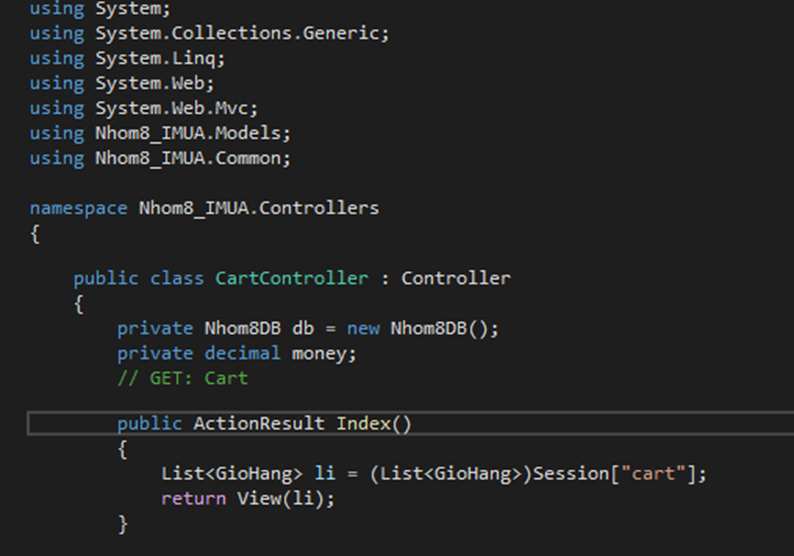 using System;
using System.Collections.Generic;
using System.Linq;
using System.Web;
using System.Web.Mvc;
using Nhom8_IMUA.Models;
using Nhom8_IMUA.Common;
namespace Nhom8_IMUA.Controllers
{
public class CartController : Controller
{
private Nhom8DB db = new Nhom8DB();
private decimal money;
// GET: Cart
public ActionResult Index()
{
List<GioHang> li = (List<GioHang>)Session["cart"];
return View(li);
}